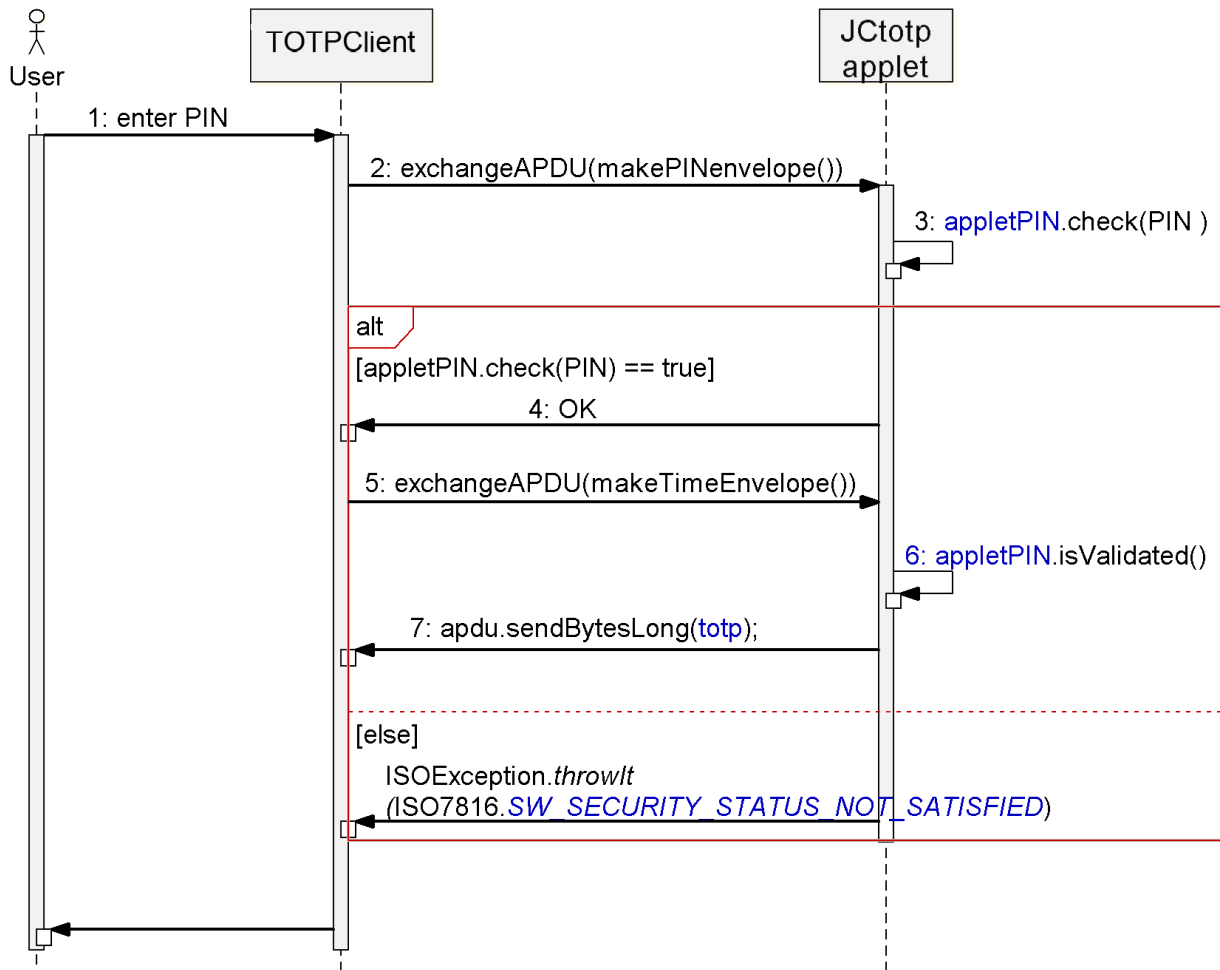 User
TOTPClient
JCtotp
applet
1: enter PIN
2: exchangeAPDU(makePINenvelope())
3: appletPIN.check(PIN )
alt
[appletPIN.check(PIN) == true]
4: OK
5: exchangeAPDU(makeTimeEnvelope())
6: appletPIN.isValidated()
7: apdu.sendBytesLong(totp);
[else]
ISOException.throwIt
(ISO7816.SW_SECURITY_STATUS_NOT_SATISFIED)